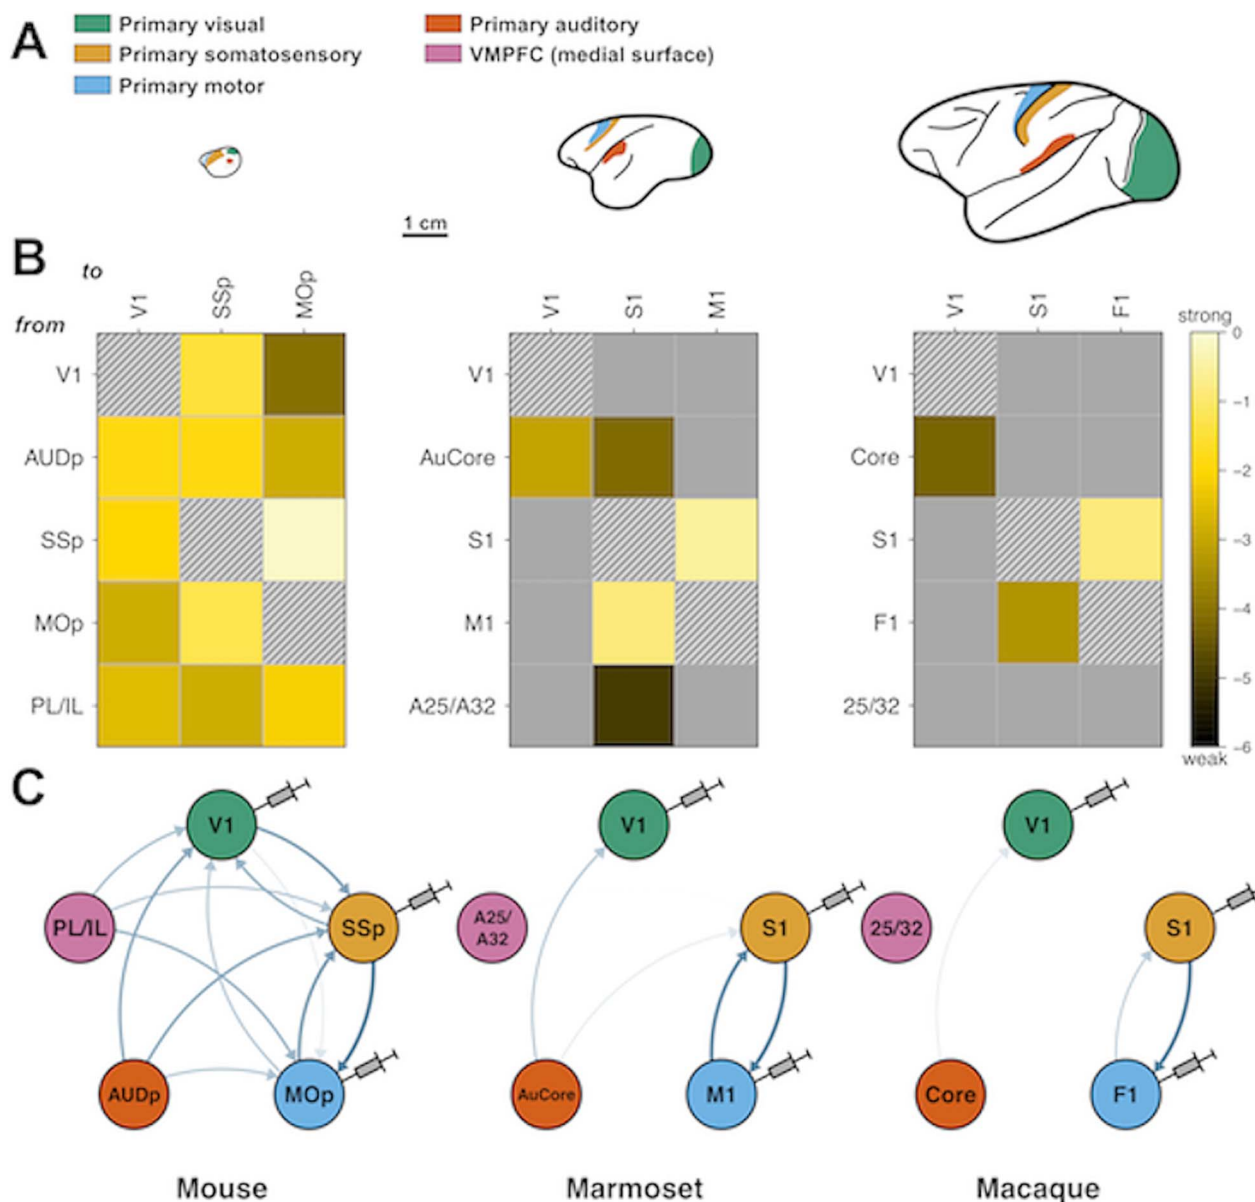 A
Primary visual
Primary somatosensory
Primary motor
Primary auditory
VMPFC (medial surface)
1 cm
B
to
from
V1 SSp MOp
V1
AUDp
SSp
MOp
PL/IL
V1 S1 M1
V1
AuCore
S1
M1
A25/A32
V1 S1 F1
V1
Core
S1
F1
25/32
strong
0
−1
−2
−3
−4
−5
−6
weak
C
V1
PL/IL
SSp
AUDp
MOp
V1
A25/
A32
S1
AuCore
M1
V1
25/32
S1
Core
F1
Mouse
Marmoset
Macaque